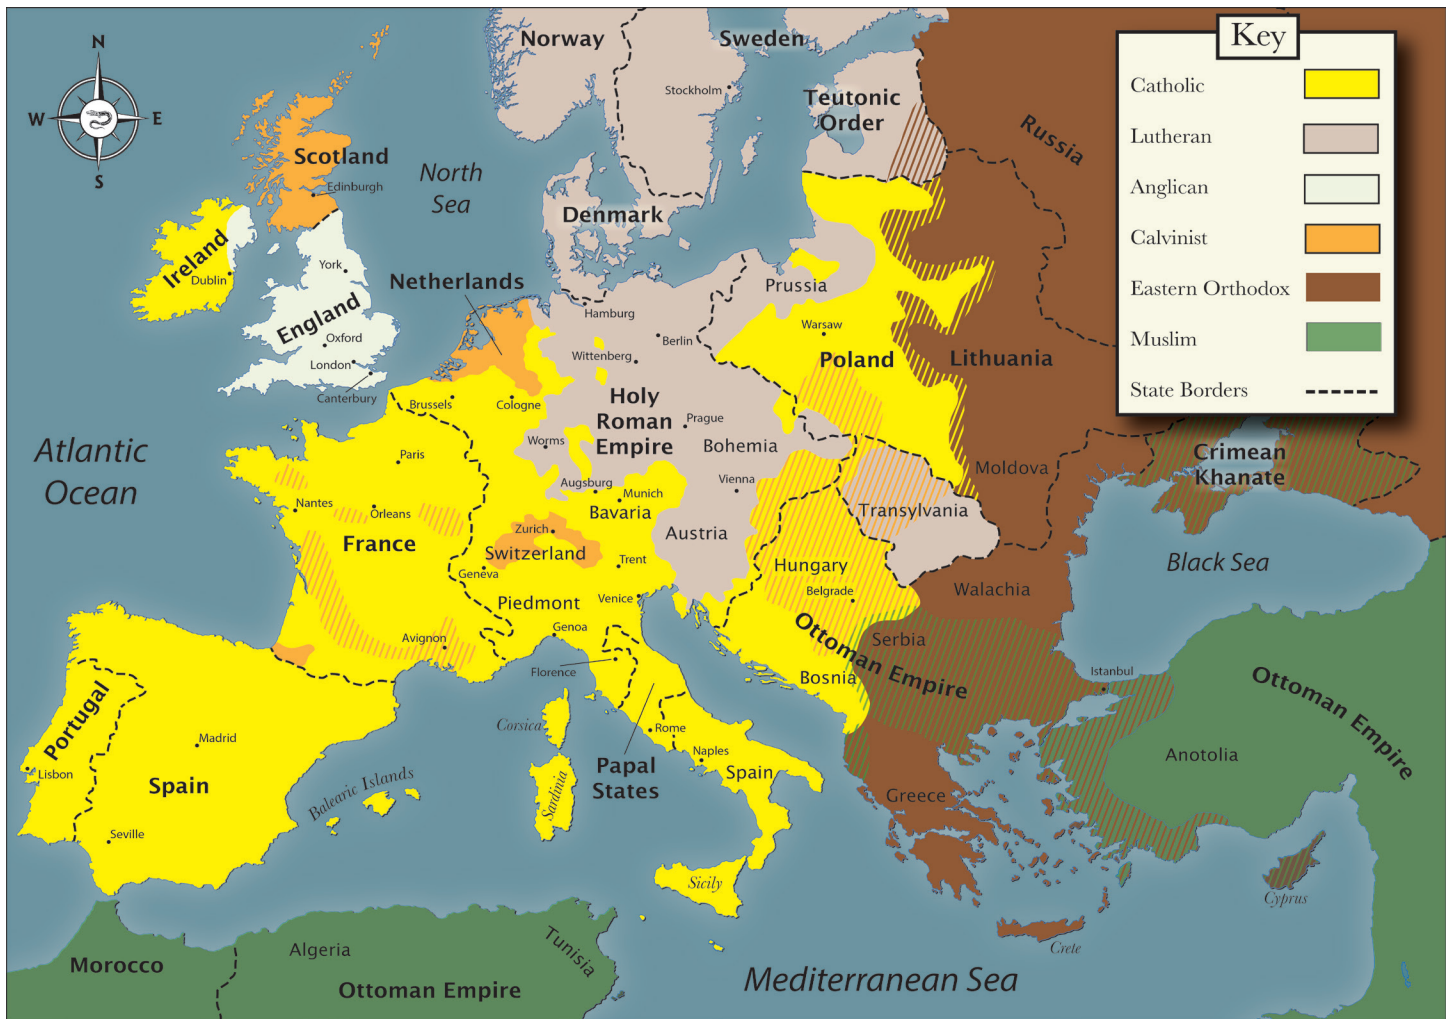 N
W
E
S
Key
Catholic
Lutheran
Anglican
Calvinist
Eastern Orthodox
Muslim
State Borders
Norway
Sweden
Stockholm
Teutonic
Order
Russia
Scotland
Edinburgh
North
Sea
Denmark
Ireland
Dublin
York
England
Oxford
London
Canterbury
Netherlands
Hamburg
Berlin
Wittenberg
Prussia
Warsaw
Poland
Lithuania
Brussels
Cologne
Holy
Roman
Empire
Prague
Bohemia
Worms
Augsburg
Munich
Bavaria
Vienna
Austria
Moldova
Transylvania
Crimean
Khanate
Atlantic
Ocean
Paris
Nantes
Orleans
France
Zurich
Switzerland
Geneva
Trent
Piedmont
Venice
Genoa
Avignon
Florence
Hungary
Belgrade
Walachia
Black Sea
Serbia
Ottoman Empire
Bosnia
Istanbul
Ottoman Empire
Anotolia
Portugal
Lisbon
Madrid
Spain
Seville
Balearic Islands
Corsica
Sardinia
Rome
Papal
States
Naples
Spain
Sicily
Greece
Crete
Cyprus
Morocco
Algeria
Tunisia
Ottoman Empire
Mediterranean Sea